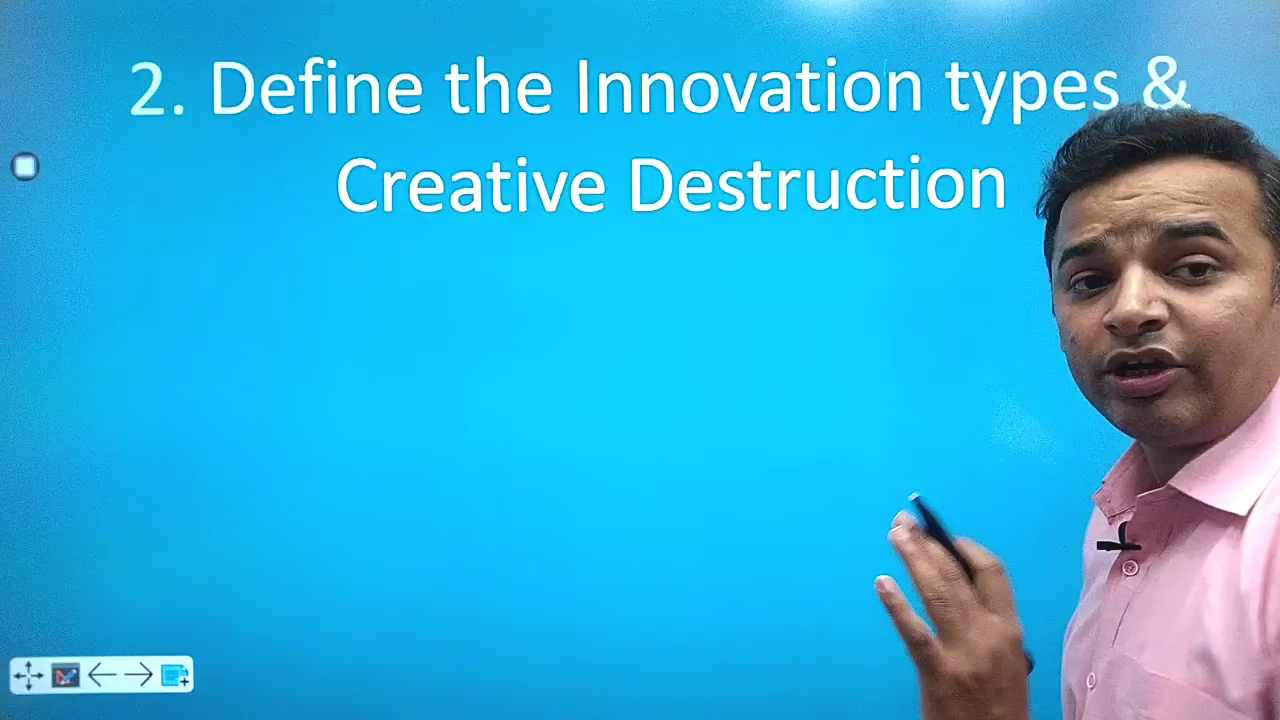 2. Define the Innovation types &
Creative Destruction